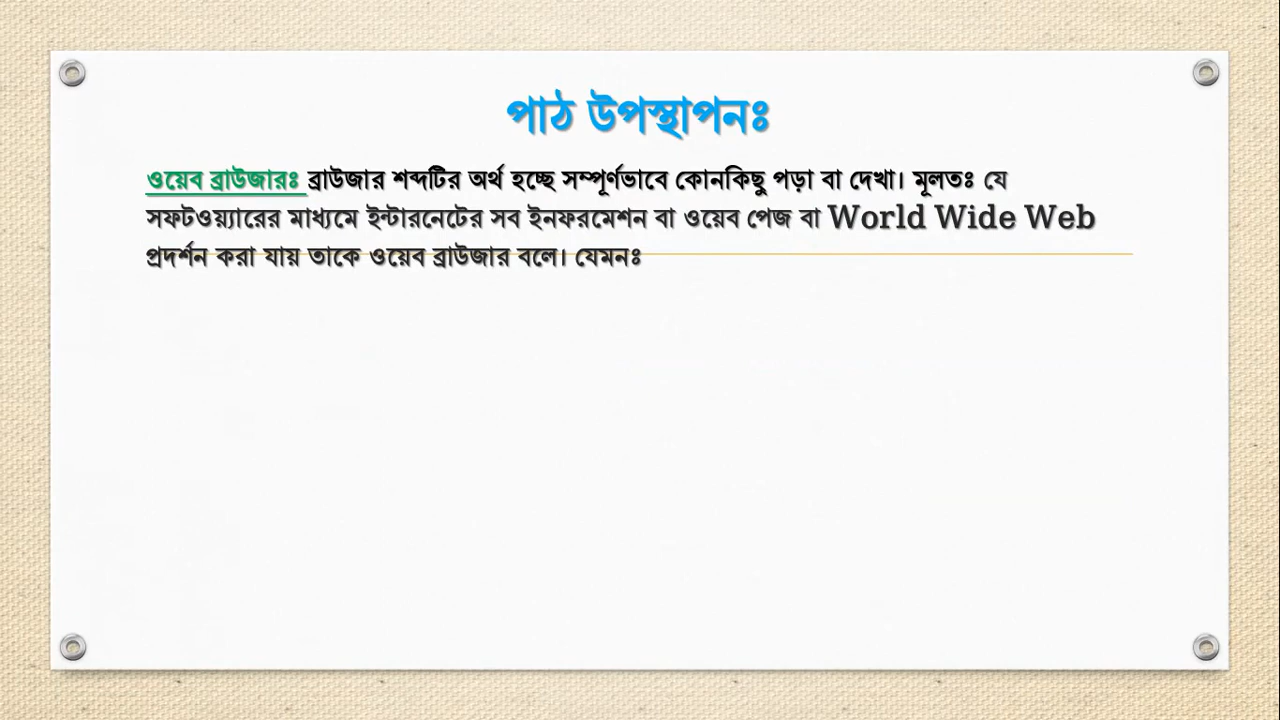 পাঠ উপস্থাপনঃ
ওয়েব ব্রাউজারঃ ব্রাউজার শব্দটির অর্থ হচ্ছে সম্পূর্ণভাবে কোনকিছু পড়া বা দেখা। মূলতঃ যে
সফটওয়্যারের মাধ্যমে ইন্টারনেটের সব ইনফরমেশন বা ওয়েব পেজ বা World Wide Web
প্রদর্শন করা যায় তাকে ওয়েব ব্রাউজার বলে। যেমনঃ